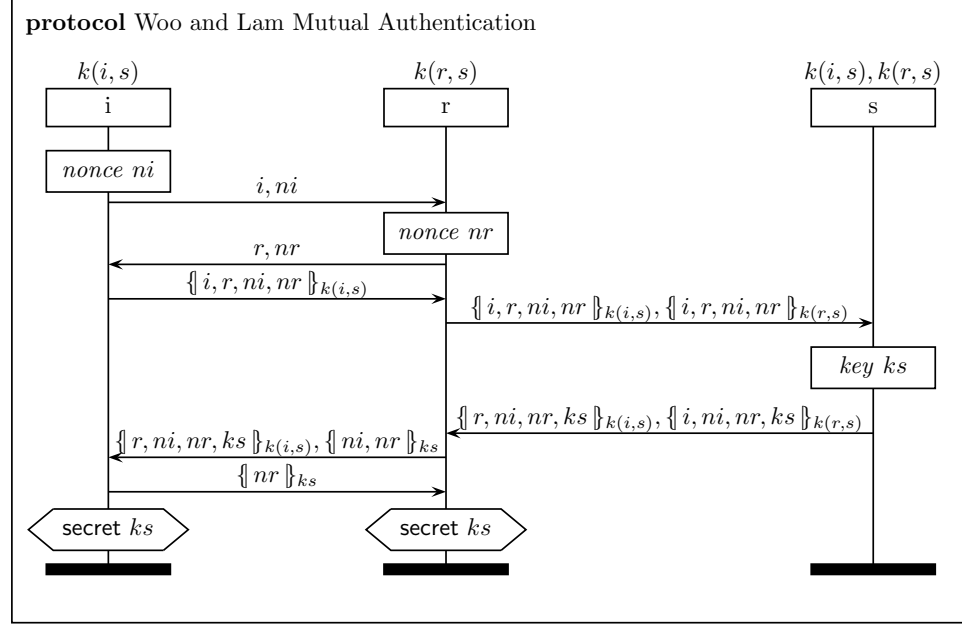 protocol Woo and Lam Mutual Authentication
k(i, s) k(r, s) k(i, s), k(r, s)
i r s
nonce ni
i, ni
nonce nr
r, nr
{| i, r, ni, nr |}k(i,s)
{| i, r, ni, nr |}k(i,s), {| i, r, ni, nr |}k(r,s)
key ks
{| r, ni, nr, ks |}k(i,s), {| i, ni, nr, ks |}k(r,s)
{| r, ni, nr, ks |}k(i,s), {| ni, nr |}ks
{| nr |}ks
secret ks secret ks